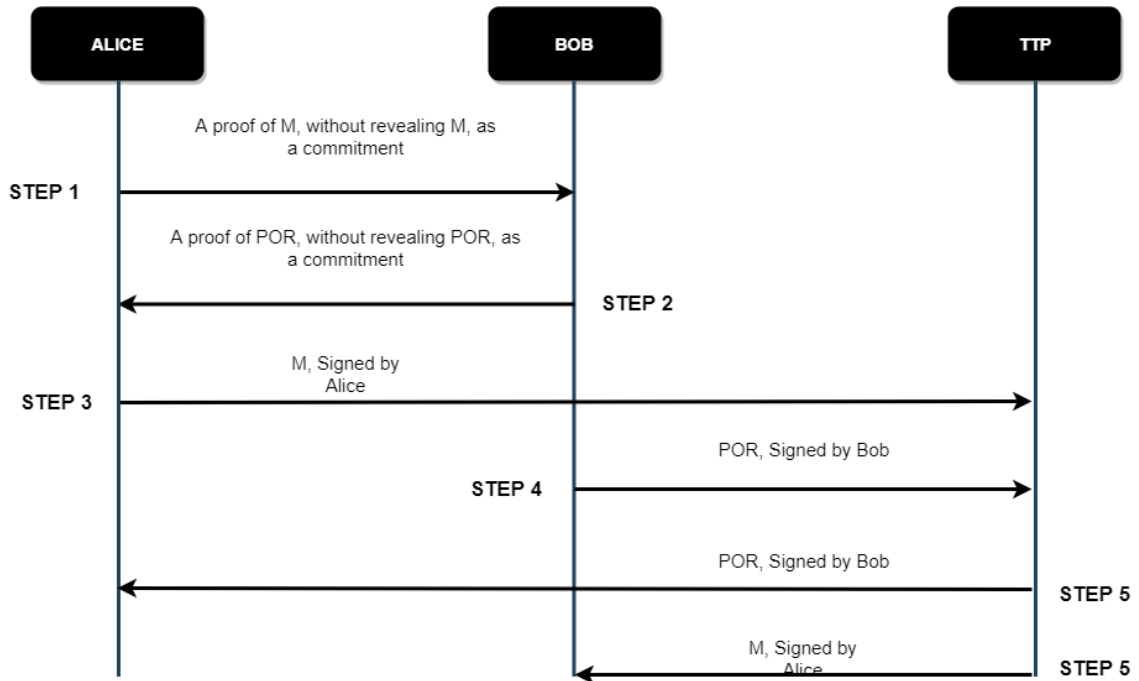 ALICE
BOB
TTP
A proof of M, without revealing M, as
a commitment
STEP 1
A proof of POR, without revealing POR, as
a commitment
STEP 2
M, Signed by
Alice
STEP 3
POR, Signed by Bob
STEP 4
POR, Signed by Bob
STEP 5
M, Signed by
Alice
STEP 5